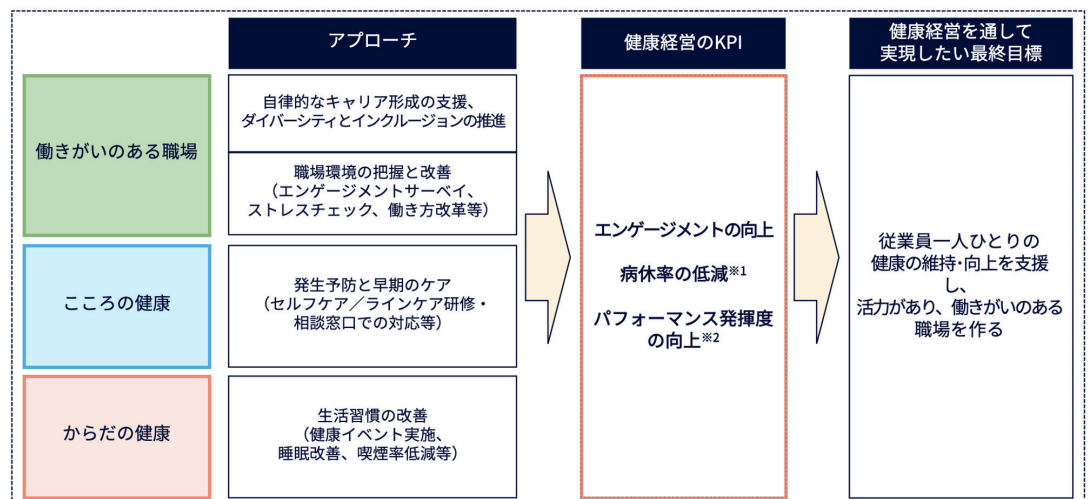 アプローチ
健康経営のKPI
健康経営を通して
実現したい最終目標
働きがいのある職場
自律的なキャリア形成の支援、
ダイバーシティとインクルージョンの推進
職場環境の把握と改善
（エンゲージメントサーベイ、
ストレスチェック、働き方改革等）
こころの健康
発生予防と早期のケア
（セルフケア／ラインケア研修・
相談窓口での対応等）
からだの健康
生活習慣の改善
（健康イベント実施、
睡眠改善、喫煙率低減等）
エンゲージメントの向上
病休率の低減※1
パフォーマンス発揮度
の向上※2
従業員一人ひとりの
健康の維持・向上を支援
し、
活力があり、働きがいのある
職場を作る